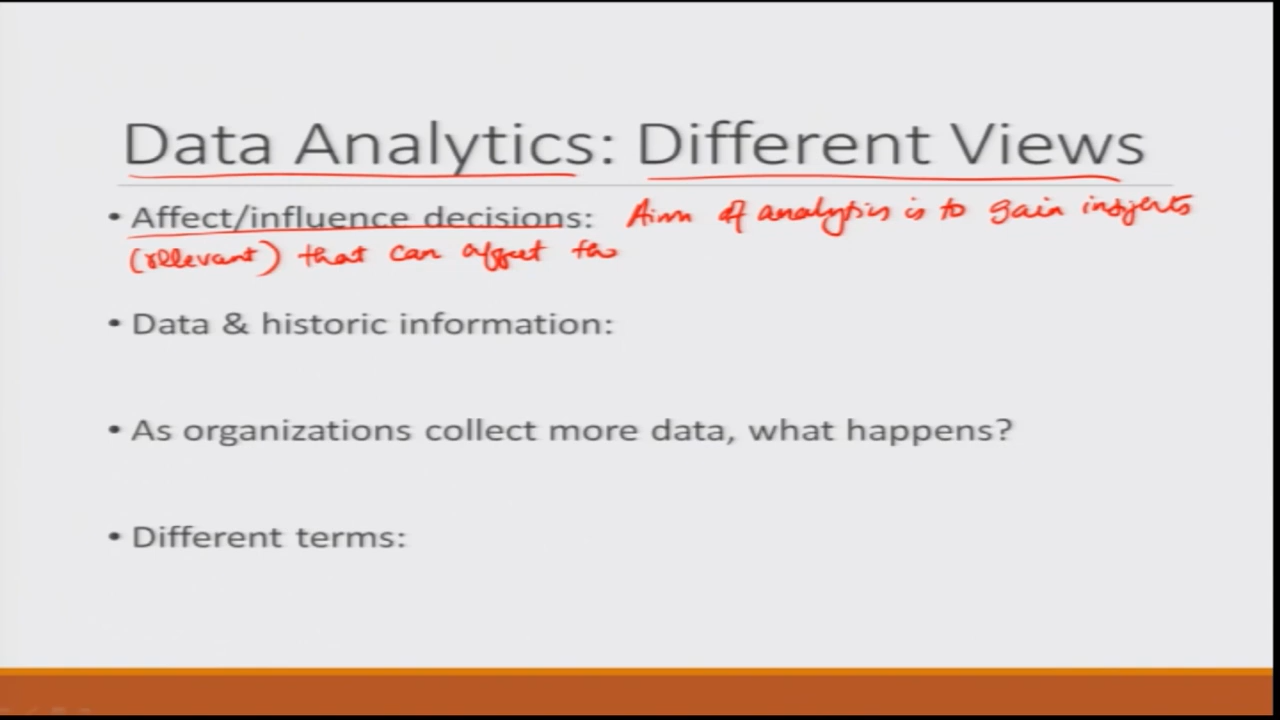 Data Analytics: Different Views
• Affect/influence decisions: Aim of analytics is to gain insights
(relevant) that can affect the
• Data & historic information:
• As organizations collect more data, what happens?
• Different terms: